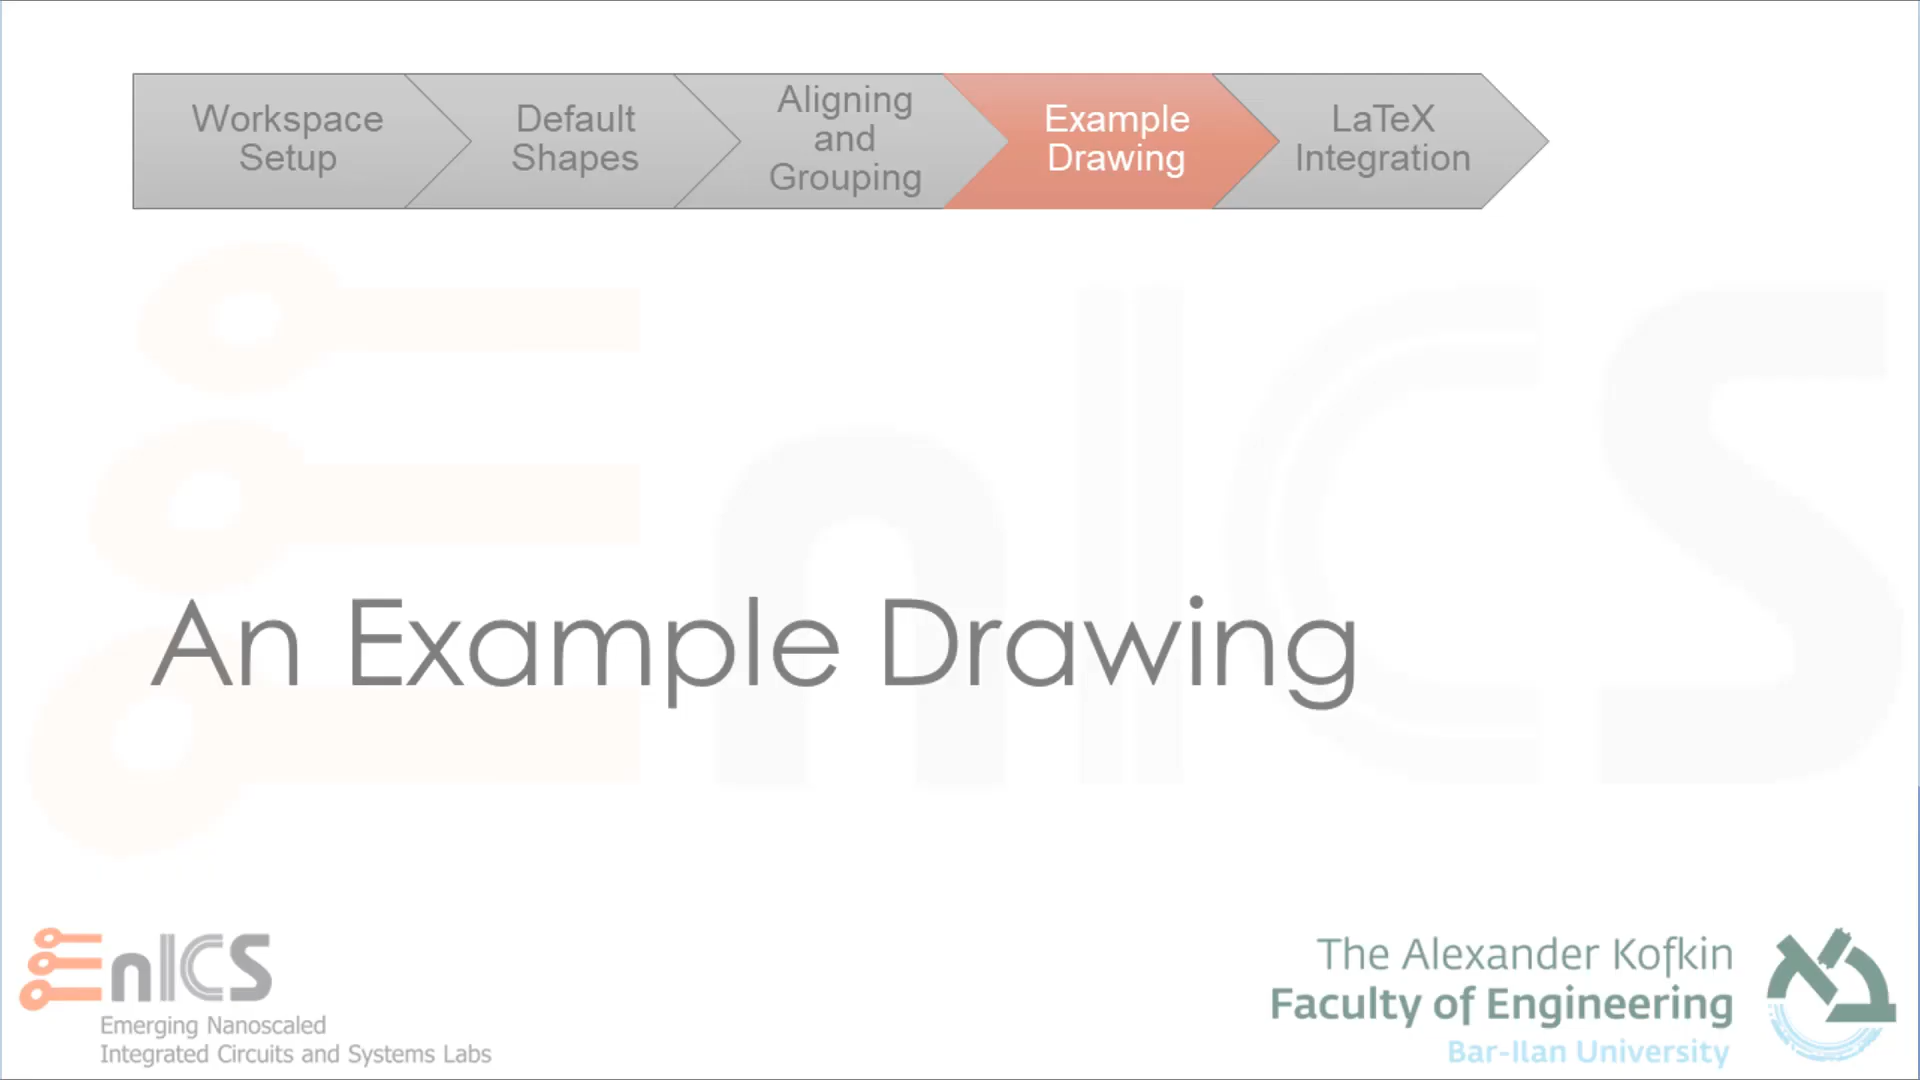 Workspace
Setup
Default
Shapes
Aligning
and
Grouping
Example
Drawing
LaTeX
Integration
An Example Drawing
EnICS
Emerging Nanoscaled
Integrated Circuits and Systems Labs
The Alexander Kofkin
Faculty of Engineering
Bar-Ilan University